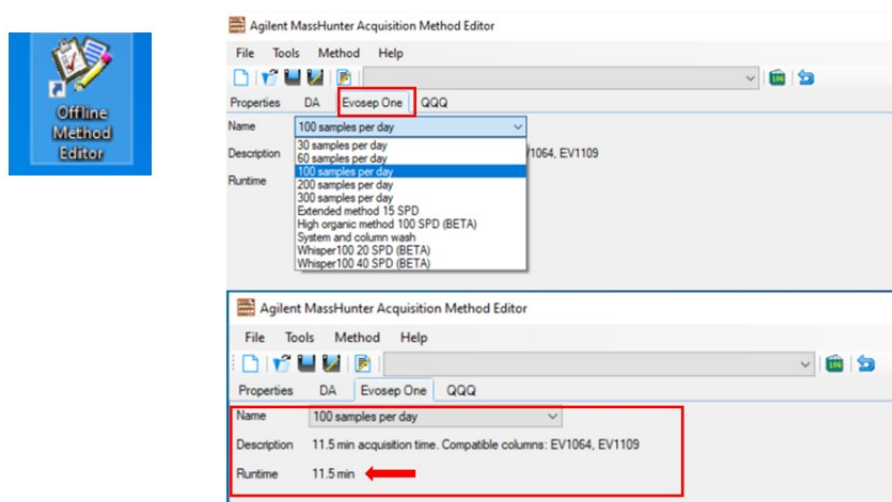 Offline
Method
Editor
Agilent MassHunter Acquisition Method Editor
File Tools Method Help
Properties DA Evosep One QQQ
Name 100 samples per day
Description 1064, EV1109
Runtime
30 samples per day
60 samples per day
100 samples per day
200 samples per day
300 samples per day
Extended method 15 SPD
High organic method 100 SPD (BETA)
System and column wash
Whisper100 20 SPD (BETA)
Whisper100 40 SPD (BETA)
Agilent MassHunter Acquisition Method Editor
File Tools Method Help
Properties DA Evosep One QQQ
Name 100 samples per day
Description 11.5 min acquisition time. Compatible columns: EV1064, EV1109
Runtime 11.5 min